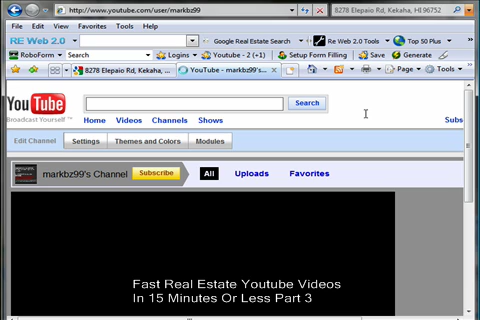 http://www.youtube.com/user/markbz99
8278 Elepaio Rd, Kekaha, HI 96752
File Edit View Favorites Tools Help
RE Web 2.0 Google Real Estate Search Re Web 2.0 Tools Top 50 Plus
RoboForm Logins Youtube - 2 (+1) Setup Form Filling Save Generate
8278 Elepaio Rd, Kekaha, ... YouTube - markbz99's... Page Tools
YouTube
Broadcast Yourself™
Search
Home Videos Channels Shows Subs
Edit Channel Settings Themes and Colors Modules
markbz99's Channel Subscribe All Uploads Favorites
Fast Real Estate Youtube Videos
In 15 Minutes Or Less Part 3